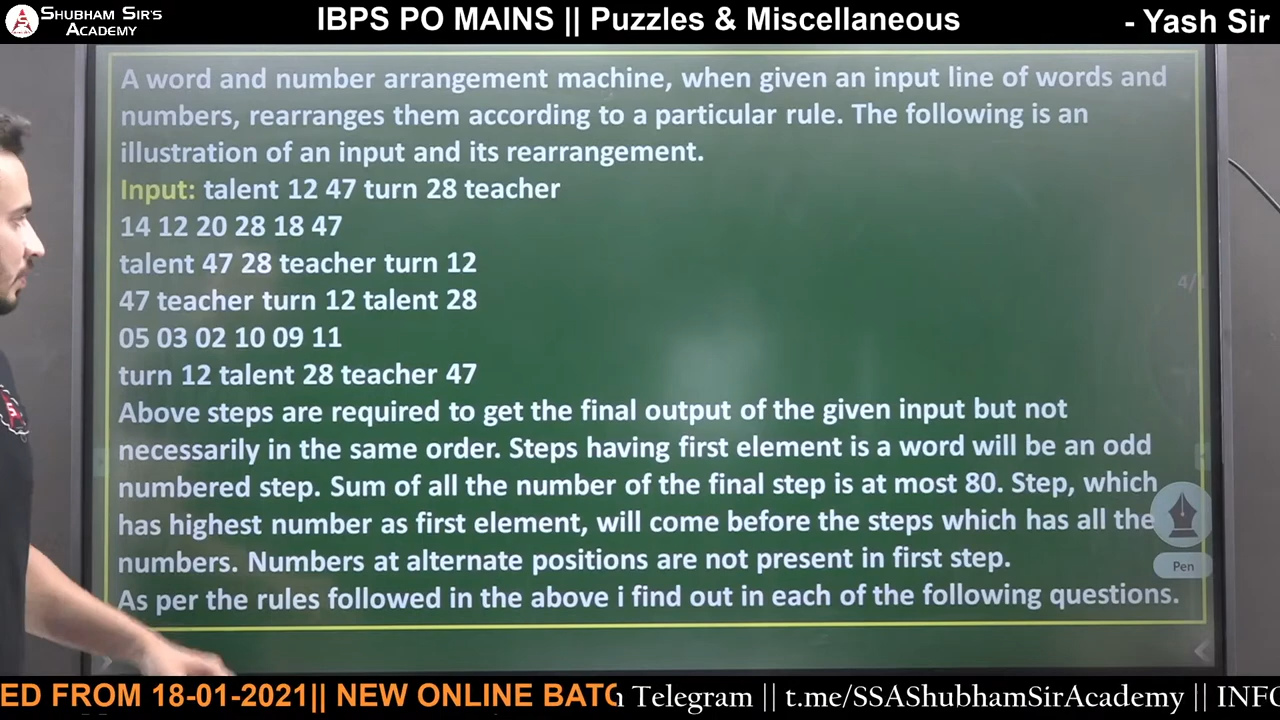 SHUBHAM SIR'S
ACADEMY
IBPS PO MAINS || Puzzles & Miscellaneous
- Yash Sir
A word and number arrangement machine, when given an input line of words and
numbers, rearranges them according to a particular rule. The following is an
illustration of an input and its rearrangement.
Input: talent 12 47 turn 28 teacher
14 12 20 28 18 47
talent 47 28 teacher turn 12
47 teacher turn 12 talent 28
05 03 02 10 09 11
turn 12 talent 28 teacher 47
Above steps are required to get the final output of the given input but not
necessarily in the same order. Steps having first element is a word will be an odd
numbered step. Sum of all the number of the final step is at most 80. Step, which
has highest number as first element, will come before the steps which has all the
numbers. Numbers at alternate positions are not present in first step.
As per the rules followed in the above i find out in each of the following questions.
Pen
ED FROM 18-01-2021|| NEW ONLINE BATC
Telegram || t.me/SSAShubhamSirAcademy || INFO